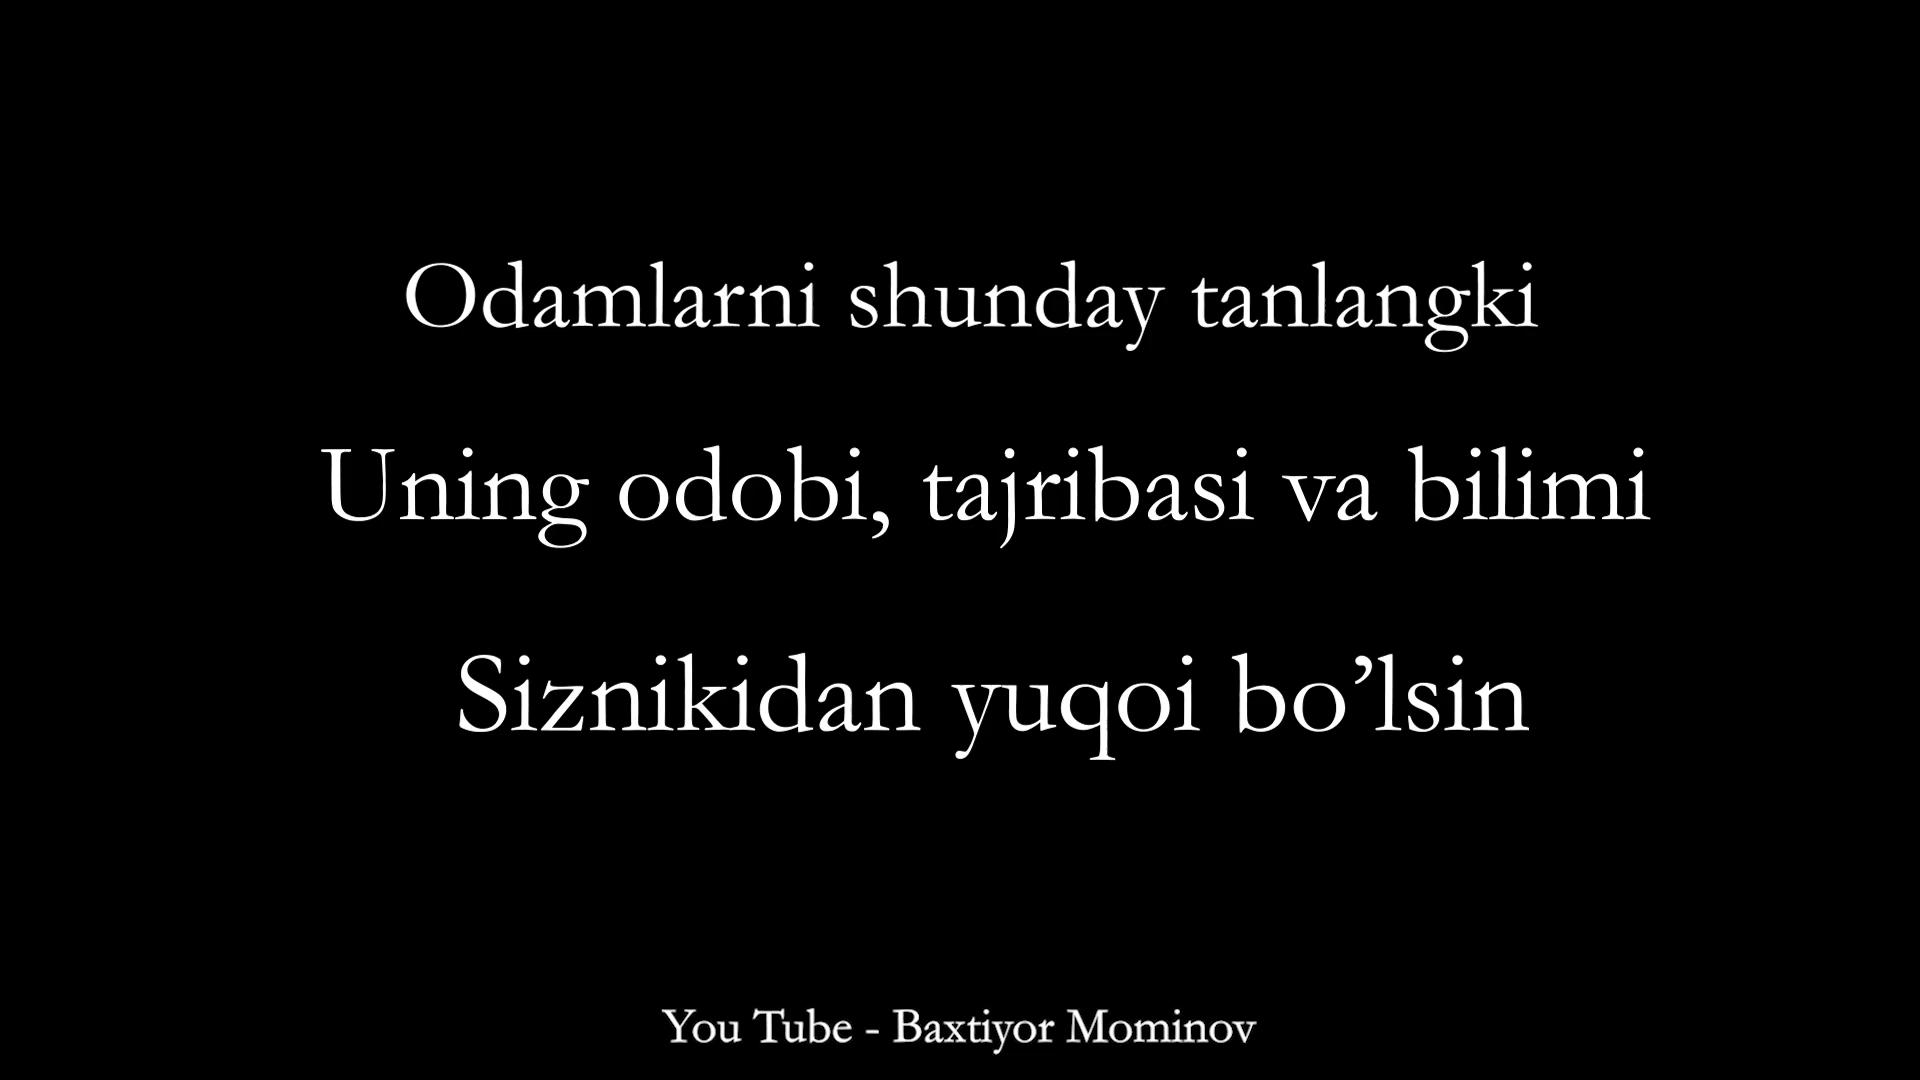 Odamlarni shunday tanlangki
Uning odobi, tajribasi va bilimi
Siznikidan yuqoi bo’lsin
You Tube - Baxtiyor Mominov